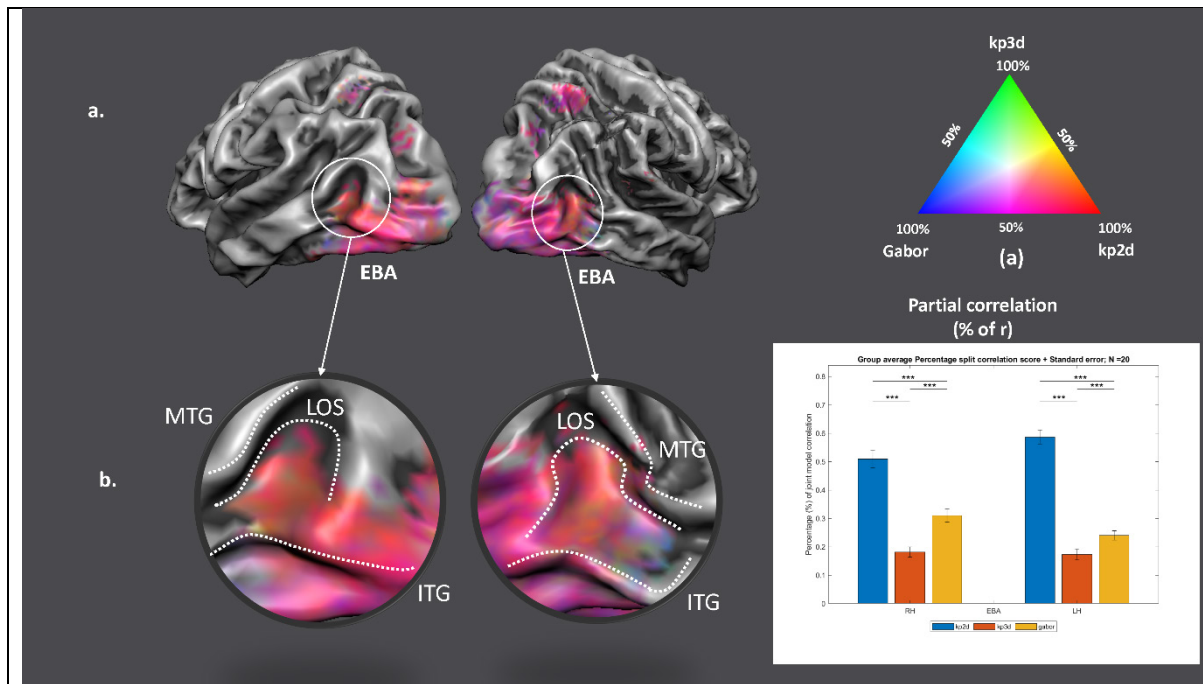 a.
EBA
EBA
kp3d
100%
50%
50%
100%
50%
100%
Gabor
(a)
kp2d
Partial correlation
(% of r)
b.
MTG
LOS
ITG
LOS
MTG
ITG
Group average Percentage split correlation score + Standard error; N =20
Percentage (%) of joint model correlation
0.8
0.7
0.6
0.5
0.4
0.3
0.2
0.1
0
***
***
***
***
***
***
RH
EBA
LH
kp2d
kp3d
gabor